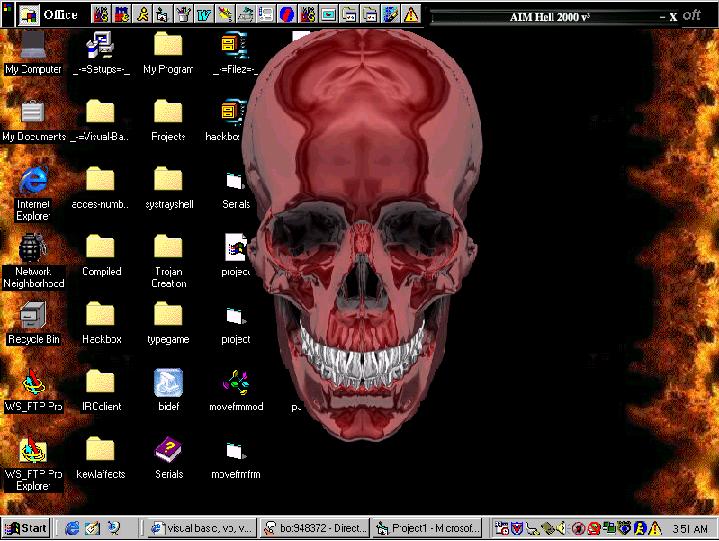 Office
AIM Hell 2000 v³
- X oft
My Computer
_-=Setups=-_
My Program
_-=Filez=-_
My Documents
_-=Visual-Ba...
Projects
hackbo
Internet
Explorer
acces-numb...
systrayshell
Serials
Network
Neighborhood
Compiled
Trojan
Creation
project
Recycle Bin
Hackbox
typegame
project
WS_FTP Pro
IRCclient
bidef
movefrmmod
WS_FTP Pro
Explorer
kewlaffects
Serials
movefrmfrm
Start
visual basic, vb, v...
bo:948372 - Direct...
Project1 - Microsof...
3:51 AM